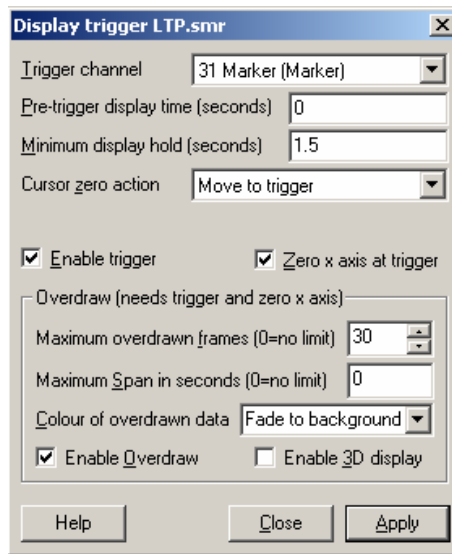 Display trigger LTP.smr
Trigger channel 31 Marker (Marker)
Pre-trigger display time (seconds) 0
Minimum display hold (seconds) 1.5
Cursor zero action Move to trigger
Enable trigger Zero x axis at trigger
Overdraw (needs trigger and zero x axis)
Maximum overdrawn frames (0=no limit) 30
Maximum Span in seconds (0=no limit) 0
Colour of overdrawn data Fade to background
Enable Overdraw Enable 3D display
Help Close Apply